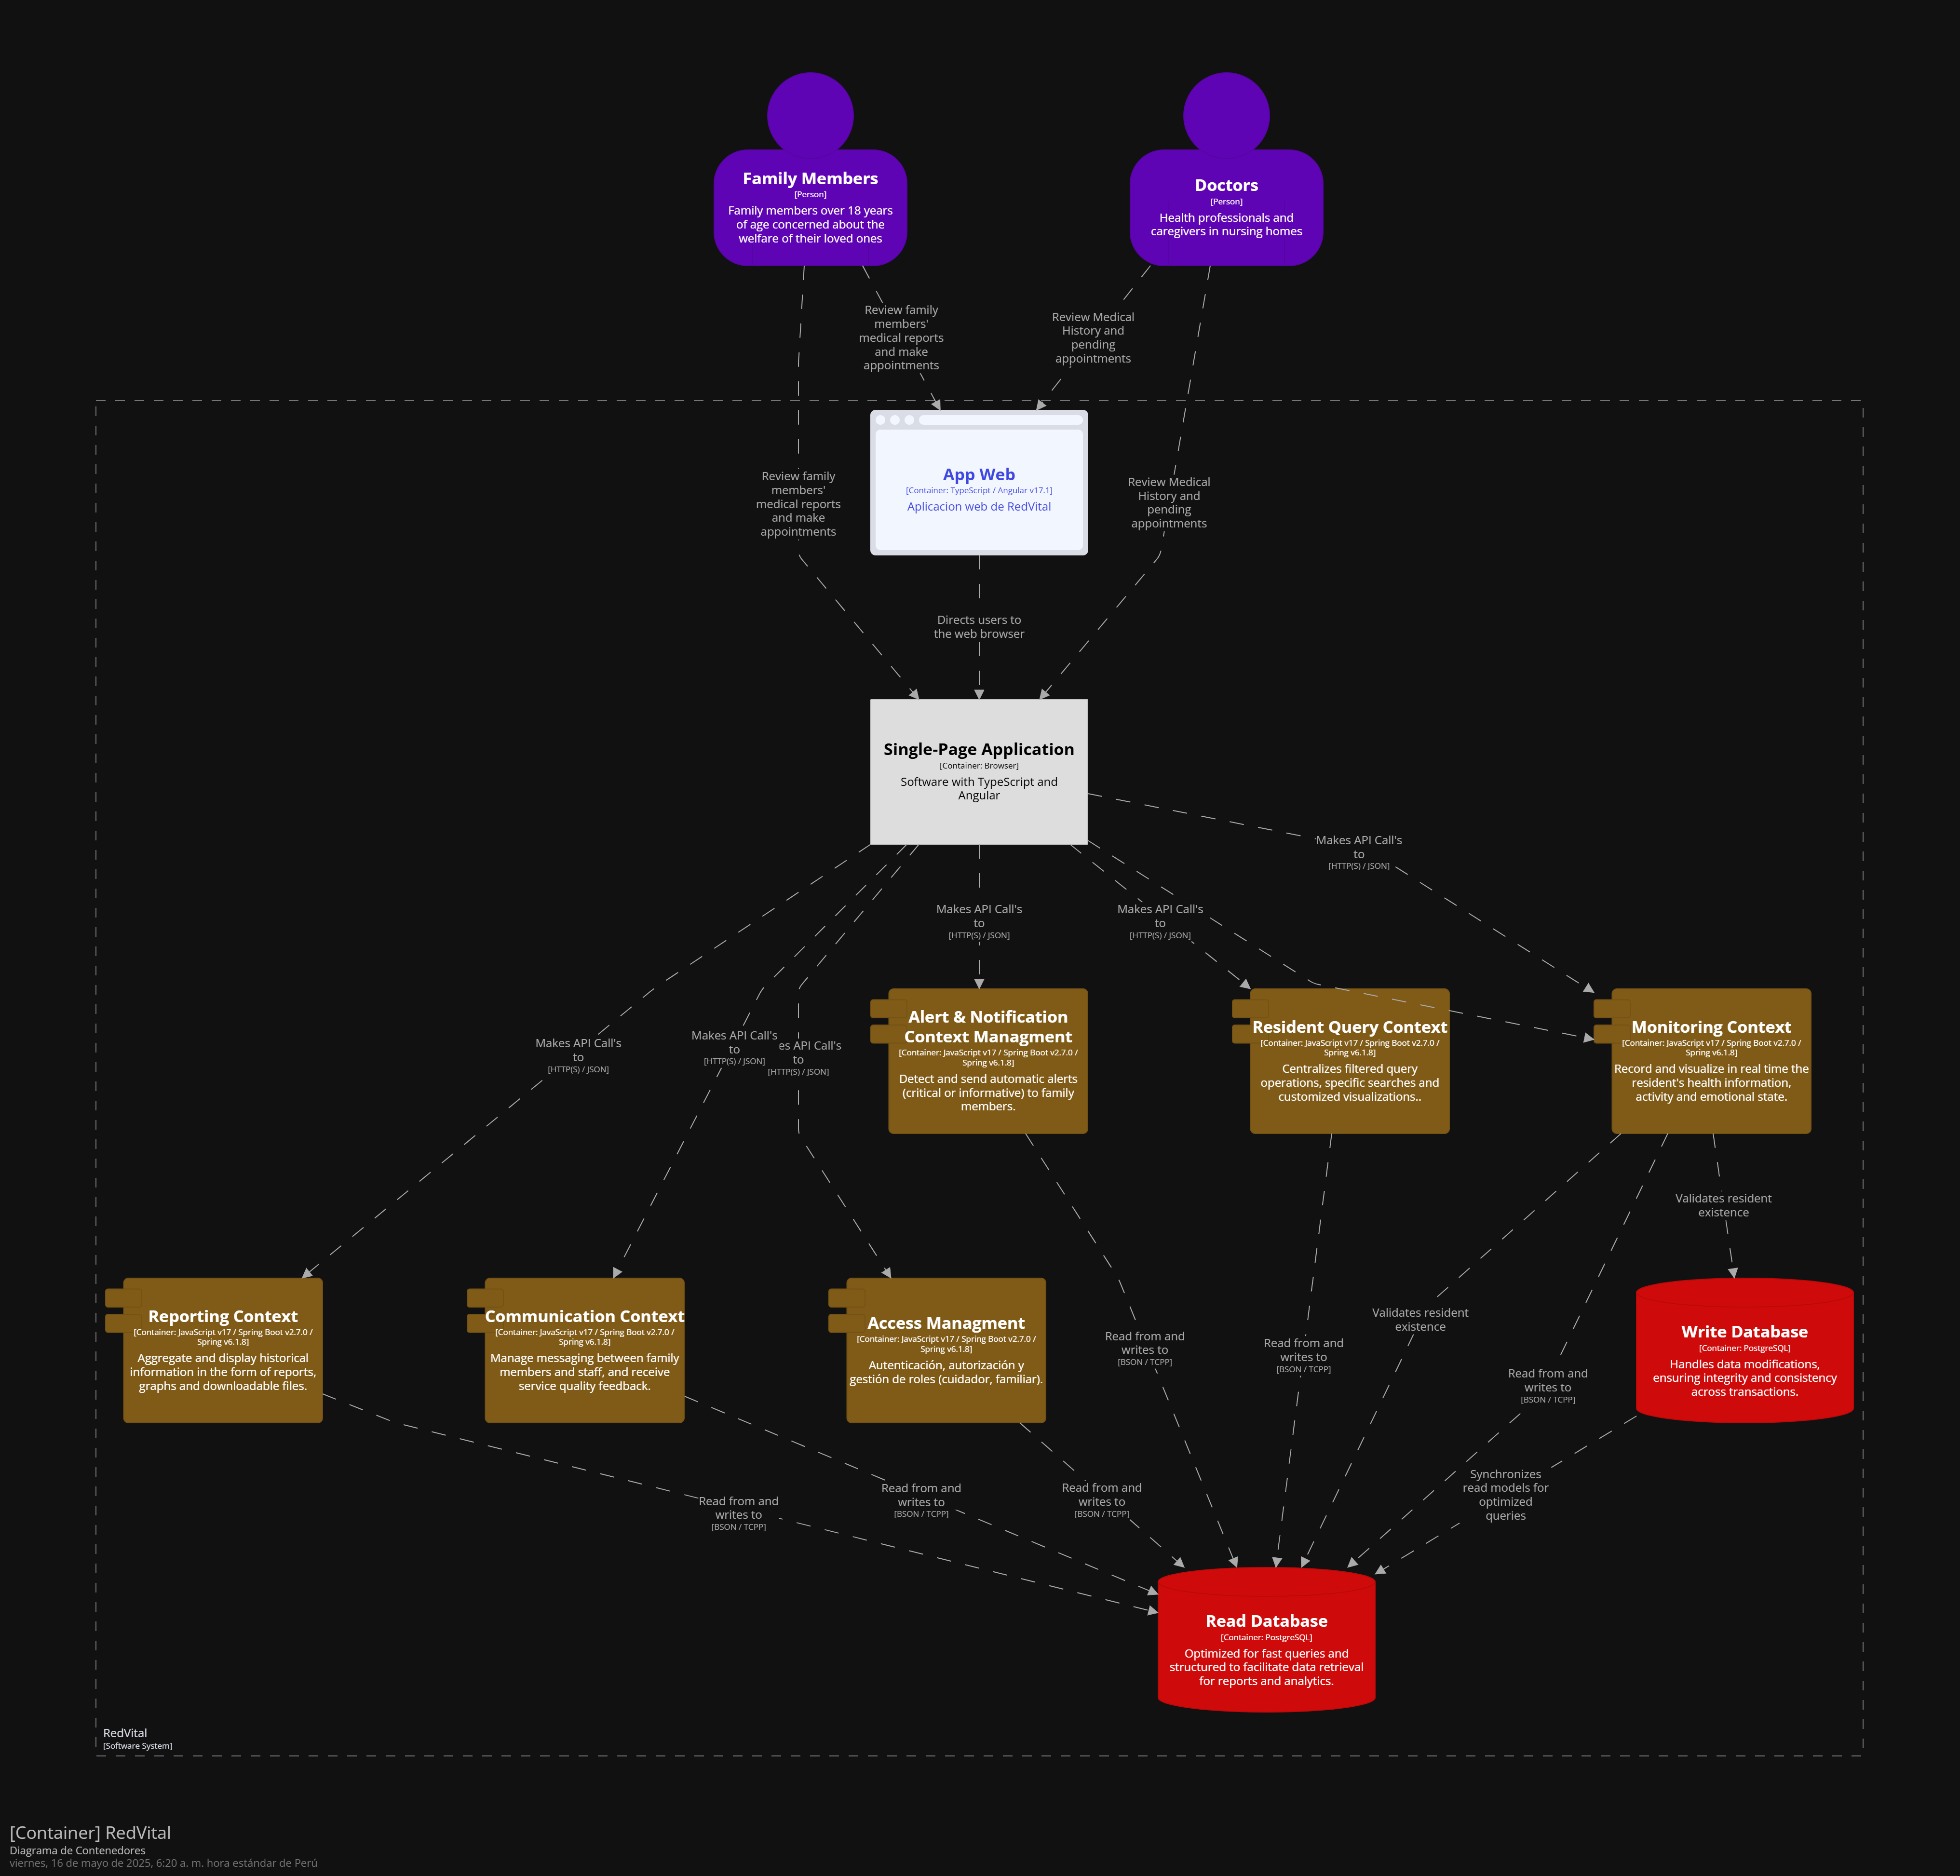 Family Members
[Person]
Family members over 18 years
of age concerned about the
welfare of their loved ones
Doctors
[Person]
Health professionals and
caregivers in nursing homes
Review family
members'
medical reports
and make
appointments
Review Medical
History and
pending
appointments
App Web
[Container: TypeScript / Angular v17.1]
Aplicacion web de RedVital
Review family
members'
medical reports
and make
appointments
Review Medical
History and
pending
appointments
Directs users to
the web browser
Single-Page Application
[Container: Browser]
Software with TypeScript and
Angular
Makes API Call's
to
[HTTP(S) / JSON]
Makes API Call's
to
[HTTP(S) / JSON]
Makes API Call's
to
[HTTP(S) / JSON]
Makes API Call's
to
[HTTP(S) / JSON]
Makes API Call's
to
[HTTP(S) / JSON]
es API Call's
to
[HTTP(S) / JSON]
Alert & Notification
Context Managment
[Container: JavaScript v17 / Spring Boot v2.7.0 /
Spring v6.1.8]
Detect and send automatic alerts
(critical or informative) to family
members.
Resident Query Context
[Container: JavaScript v17 / Spring Boot v2.7.0 /
Spring v6.1.8]
Centralizes filtered query
operations, specific searches and
customized visualizations..
Monitoring Context
[Container: JavaScript v17 / Spring Boot v2.7.0 /
Spring v6.1.8]
Record and visualize in real time the
resident's health information,
activity and emotional state.
Validates resident
existence
Reporting Context
[Container: JavaScript v17 / Spring Boot v2.7.0 /
Spring v6.1.8]
Aggregate and display historical
information in the form of reports,
graphs and downloadable files.
Communication Context
[Container: JavaScript v17 / Spring Boot v2.7.0 /
Spring v6.1.8]
Manage messaging between family
members and staff, and receive
service quality feedback.
Access Managment
[Container: JavaScript v17 / Spring Boot v2.7.0 /
Spring v6.1.8]
Autenticación, autorización y
gestión de roles (cuidador, familiar).
Read from and
writes to
[BSON / TCPP]
Read from and
writes to
[BSON / TCPP]
Validates resident
existence
Read from and
writes to
[BSON / TCPP]
Write Database
[Container: PostgreSQL]
Handles data modifications,
ensuring integrity and consistency
across transactions.
Read from and
writes to
[BSON / TCPP]
Read from and
writes to
[BSON / TCPP]
Read from and
writes to
[BSON / TCPP]
Synchronizes
read models for
optimized
queries
Read Database
[Container: PostgreSQL]
Optimized for fast queries and
structured to facilitate data retrieval
for reports and analytics.
RedVital
[Software System]
[Container] RedVital
Diagrama de Contenedores
viernes, 16 de mayo de 2025, 6:20 a. m. hora estándar de Perú